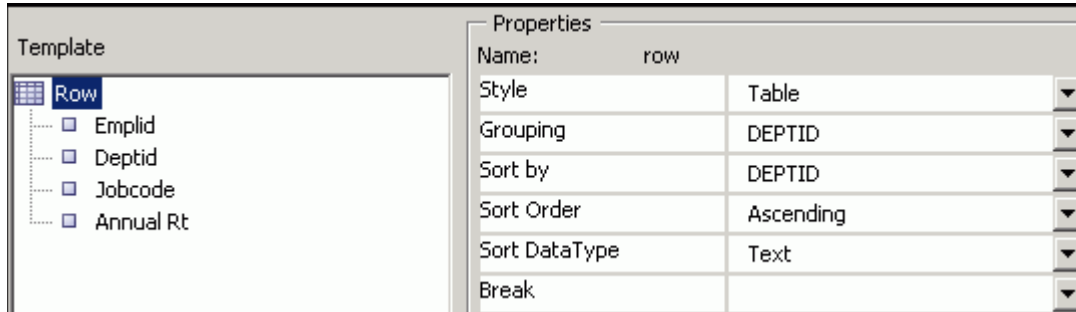 Template
Row
Emplid
Deptid
Jobcode
Annual Rt
Properties
Name: row
Style Table
Grouping DEPTID
Sort by DEPTID
Sort Order Ascending
Sort DataType Text
Break